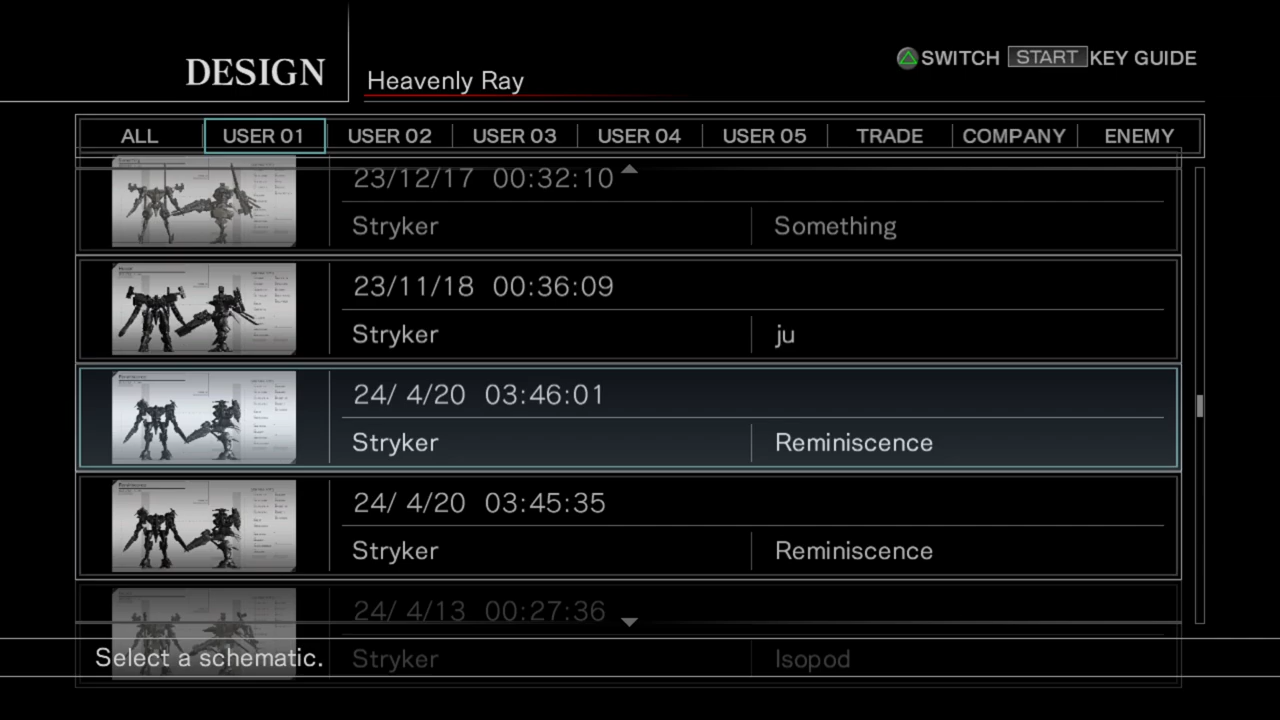 DESIGN
Heavenly Ray
SWITCH START KEY GUIDE
ALL USER 01 USER 02 USER 03 USER 04 USER 05 TRADE COMPANY ENEMY
23/12/17 00:32:10
Stryker Something
23/11/18 00:36:09
Stryker ju
24/ 4/20 03:46:01
Stryker Reminiscence
24/ 4/20 03:45:35
Stryker Reminiscence
24/ 4/13 00:27:36
Select a schematic.
Stryker Isopod